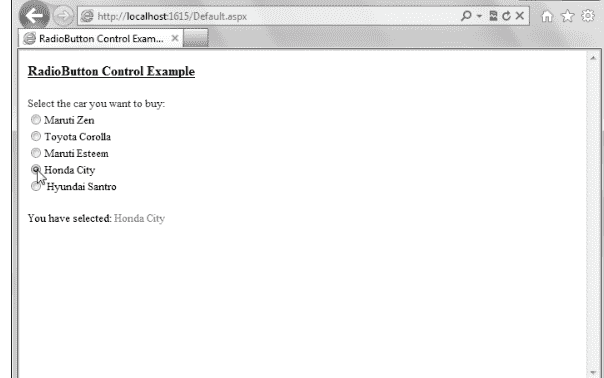 http://localhost:1615/Default.aspx
RadioButton Control Exam...
RadioButton Control Example
Select the car you want to buy:
Maruti Zen
Toyota Corolla
Maruti Esteem
Honda City
Hyundai Santro
You have selected: Honda City